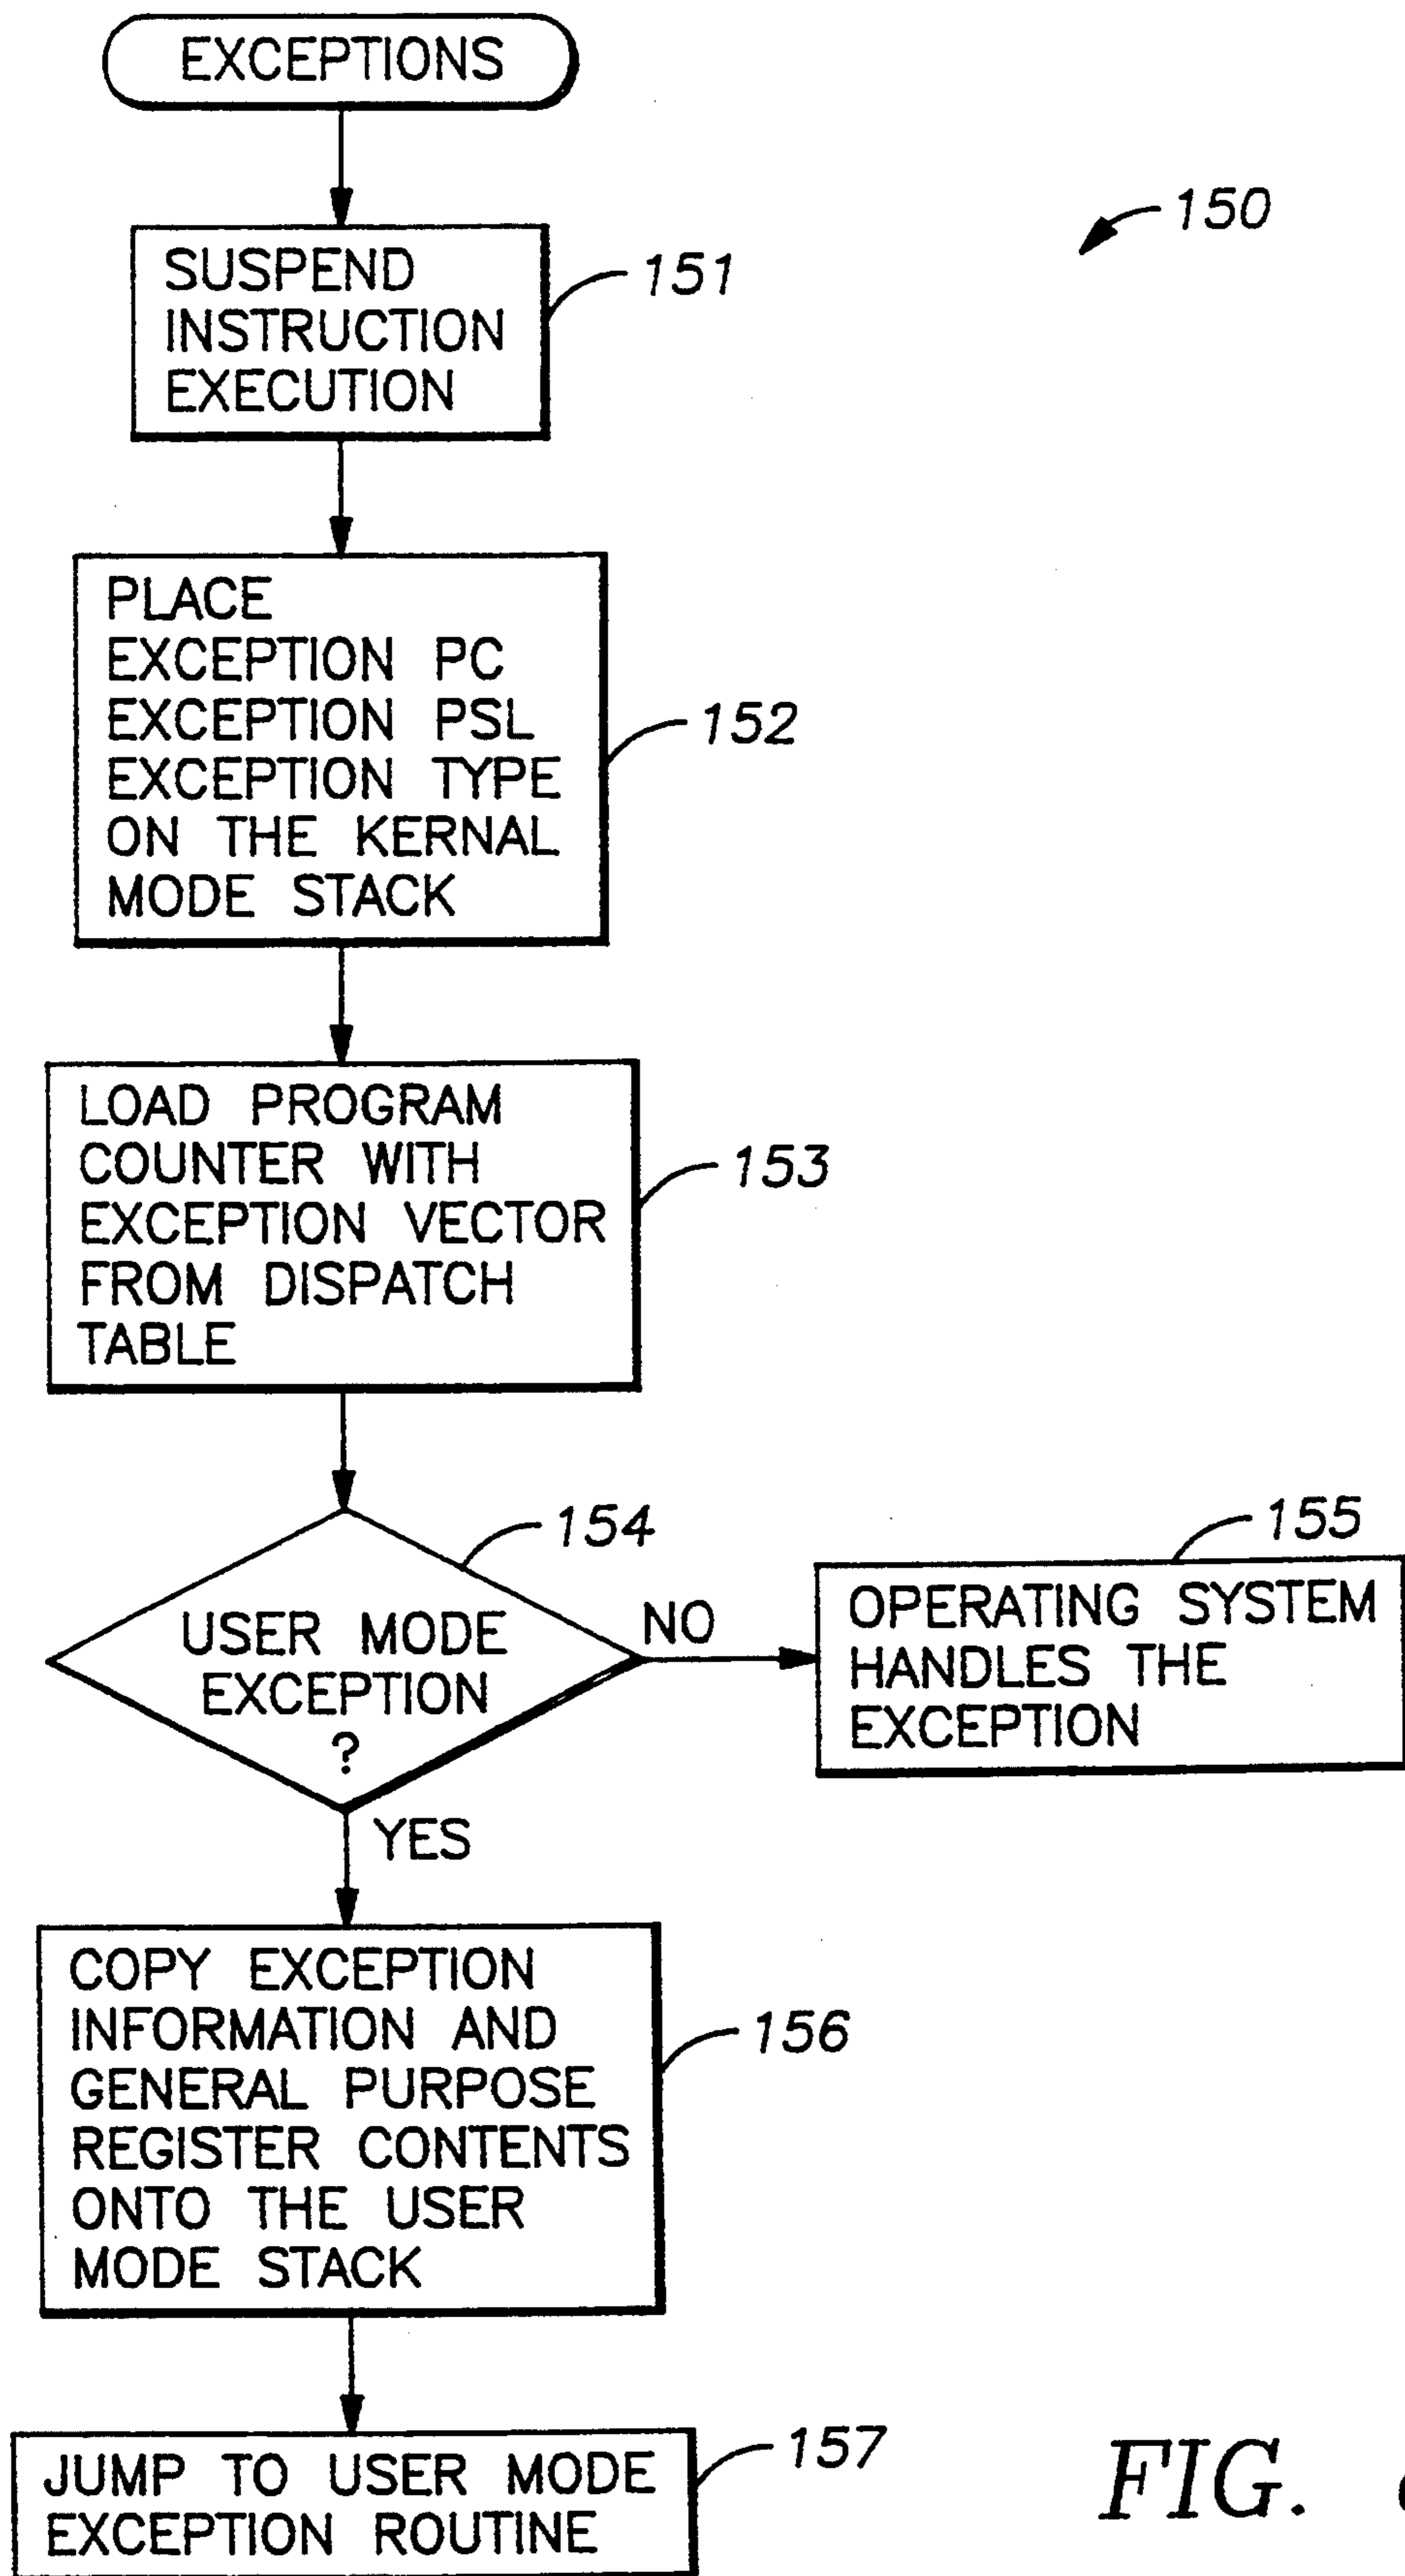 EXCEPTIONS
150
SUSPEND
INSTRUCTION
EXECUTION
151
PLACE
EXCEPTION PC
EXCEPTION PSL
EXCEPTION TYPE
ON THE KERNAL
MODE STACK
152
LOAD PROGRAM
COUNTER WITH
EXCEPTION VECTOR
FROM DISPATCH
TABLE
153
154
USER MODE
EXCEPTION
?
NO
155
OPERATING SYSTEM
HANDLES THE
EXCEPTION
YES
COPY EXCEPTION
INFORMATION AND
GENERAL PURPOSE
REGISTER CONTENTS
ONTO THE USER
MODE STACK
156
JUMP TO USER MODE
EXCEPTION ROUTINE
157
FIG.